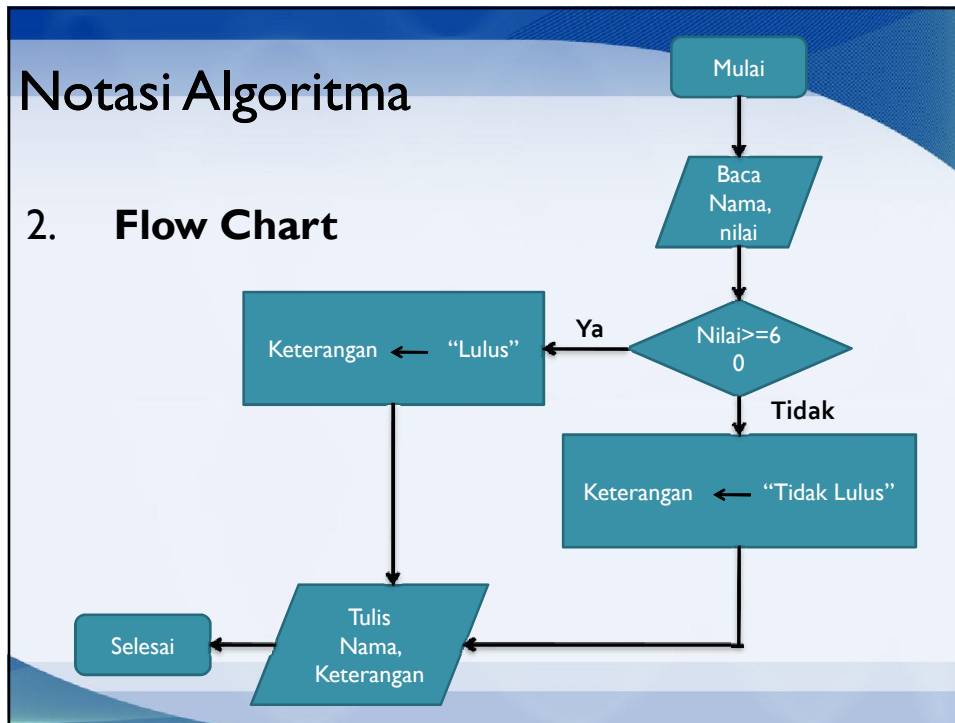 Notasi Algoritma
Mulai
Baca
Nama,
nilai
2. Flow Chart
Nilai>=6
0
Ya
Keterangan ← “Lulus”
Tidak
Keterangan ← “Tidak Lulus”
Tulis
Nama,
Keterangan
Selesai